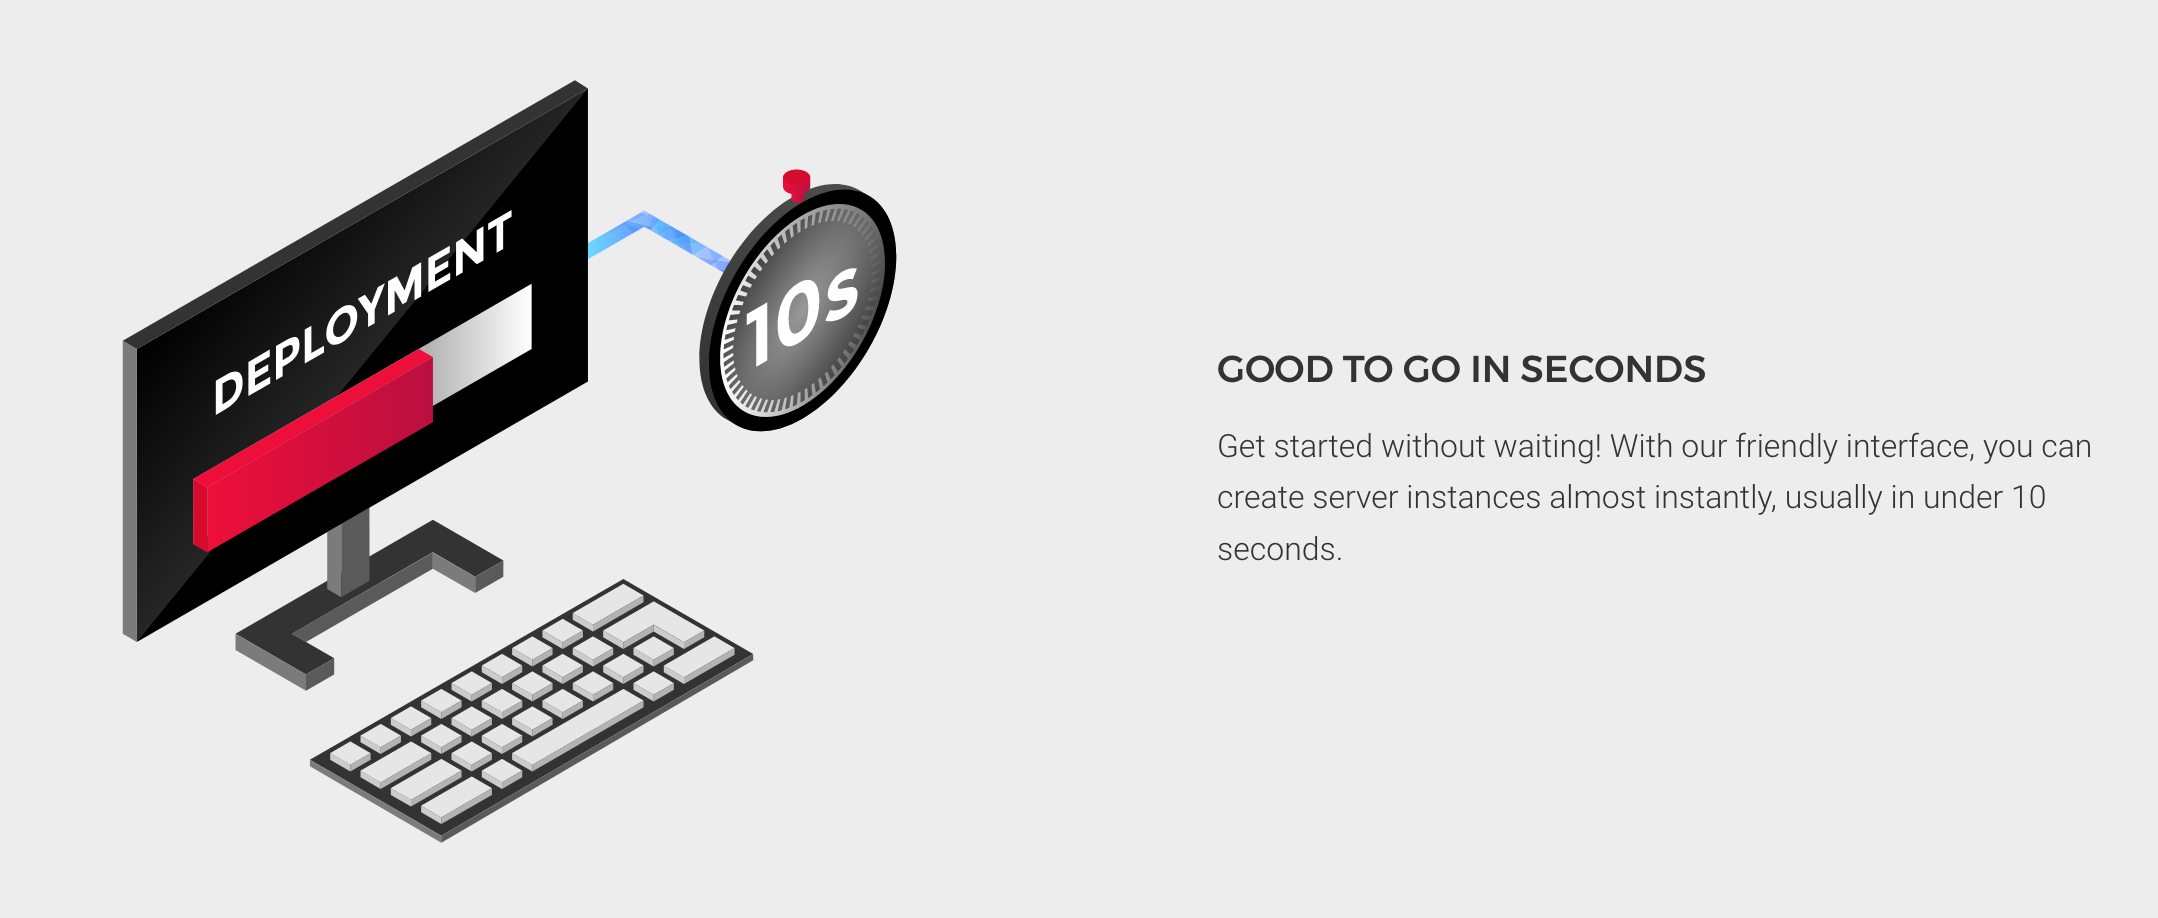 DEPLOYMENT
10s
GOOD TO GO IN SECONDS
Get started without waiting! With our friendly interface, you can
create server instances almost instantly, usually in under 10
seconds.